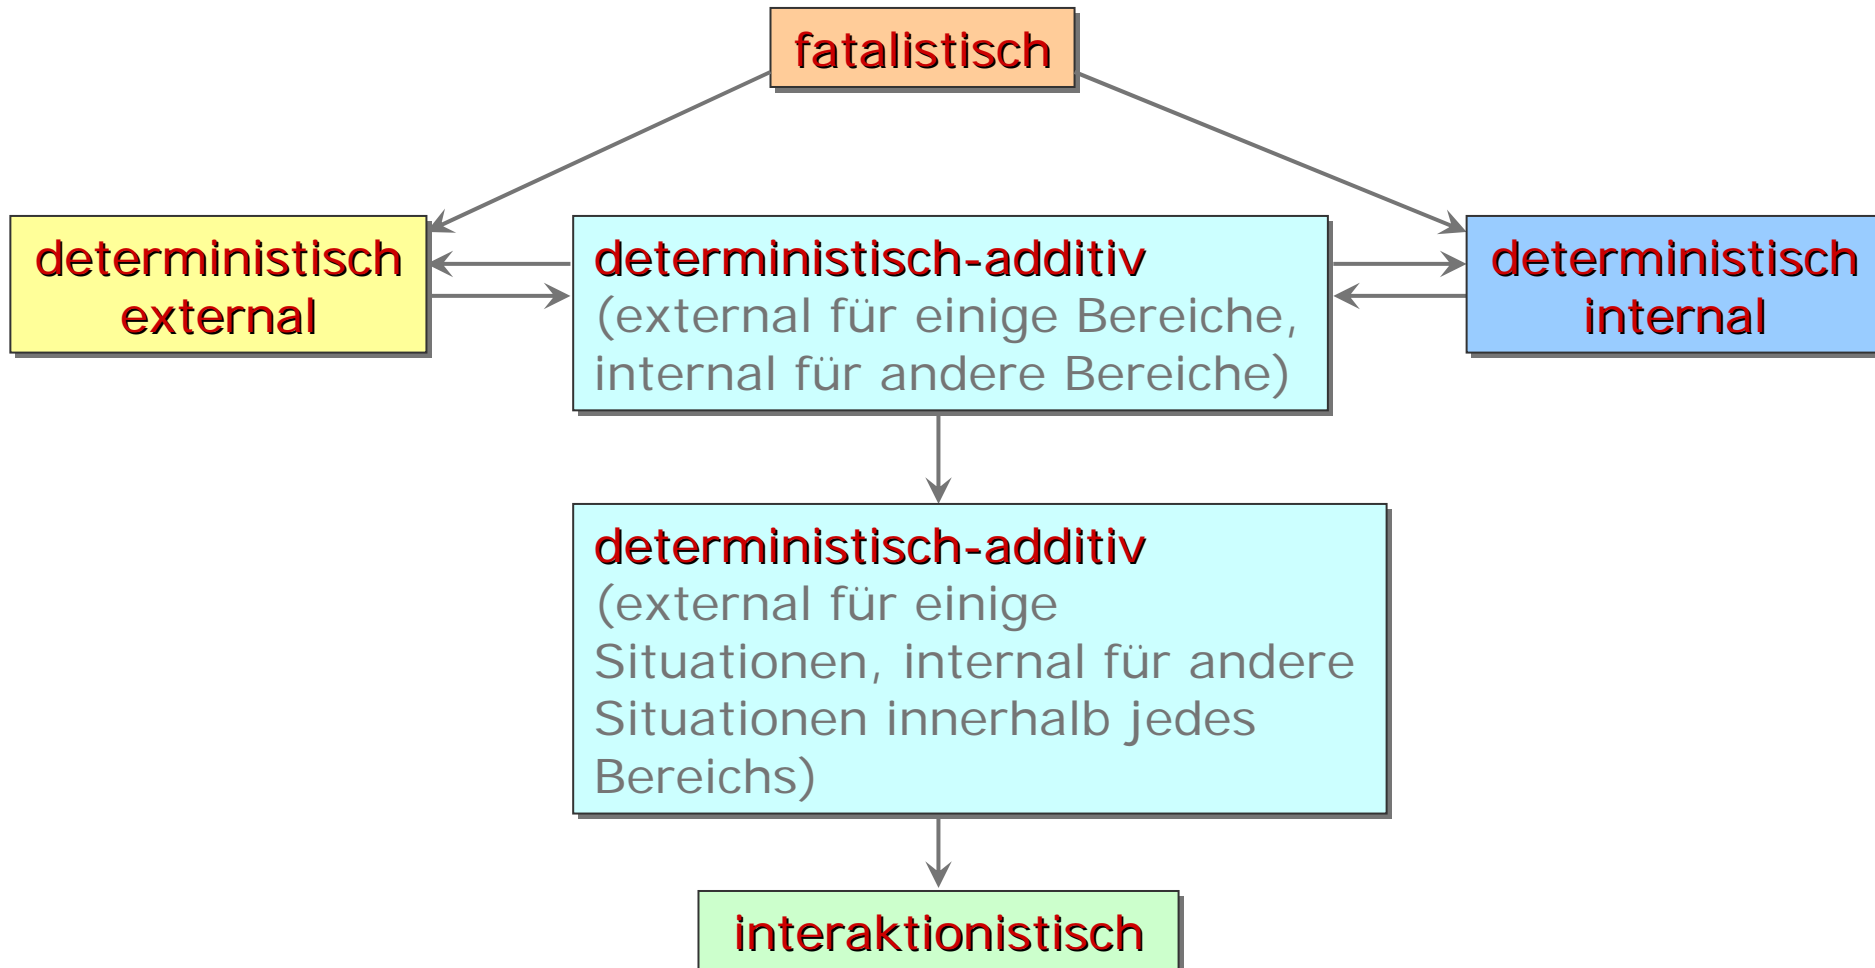 fatalistisch
deterministisch
external
deterministisch-additiv
(external für einige Bereiche,
internal für andere Bereiche)
deterministisch
internal
deterministisch-additiv
(external für einige
Situationen, internal für andere
Situationen innerhalb jedes
Bereichs)
interaktionistisch